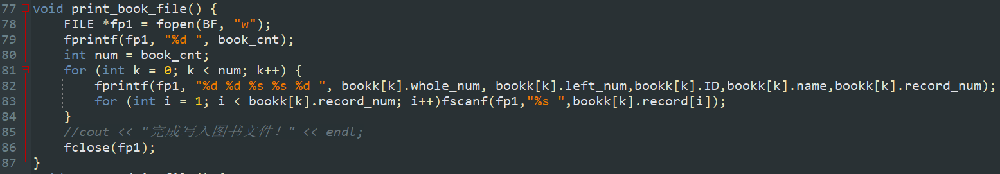 77 void print_book_file() {
78 FILE *fp1 = fopen(BF, "w");
79 fprintf(fp1, "%d ", book_cnt);
80 int num = book_cnt;
81 for (int k = 0; k < num; k++) {
82 fprintf(fp1, "%d %d %s %s %d ", bookk[k].whole_num, bookk[k].left_num,bookk[k].ID,bookk[k].name,bookk[k].record_num);
83 for (int i = 1; i < bookk[k].record_num; i++)fscanf(fp1,"%s ",bookk[k].record[i]);
84 }
85 //cout << "完成写入图书文件！" << endl;
86 fclose(fp1);
87 }